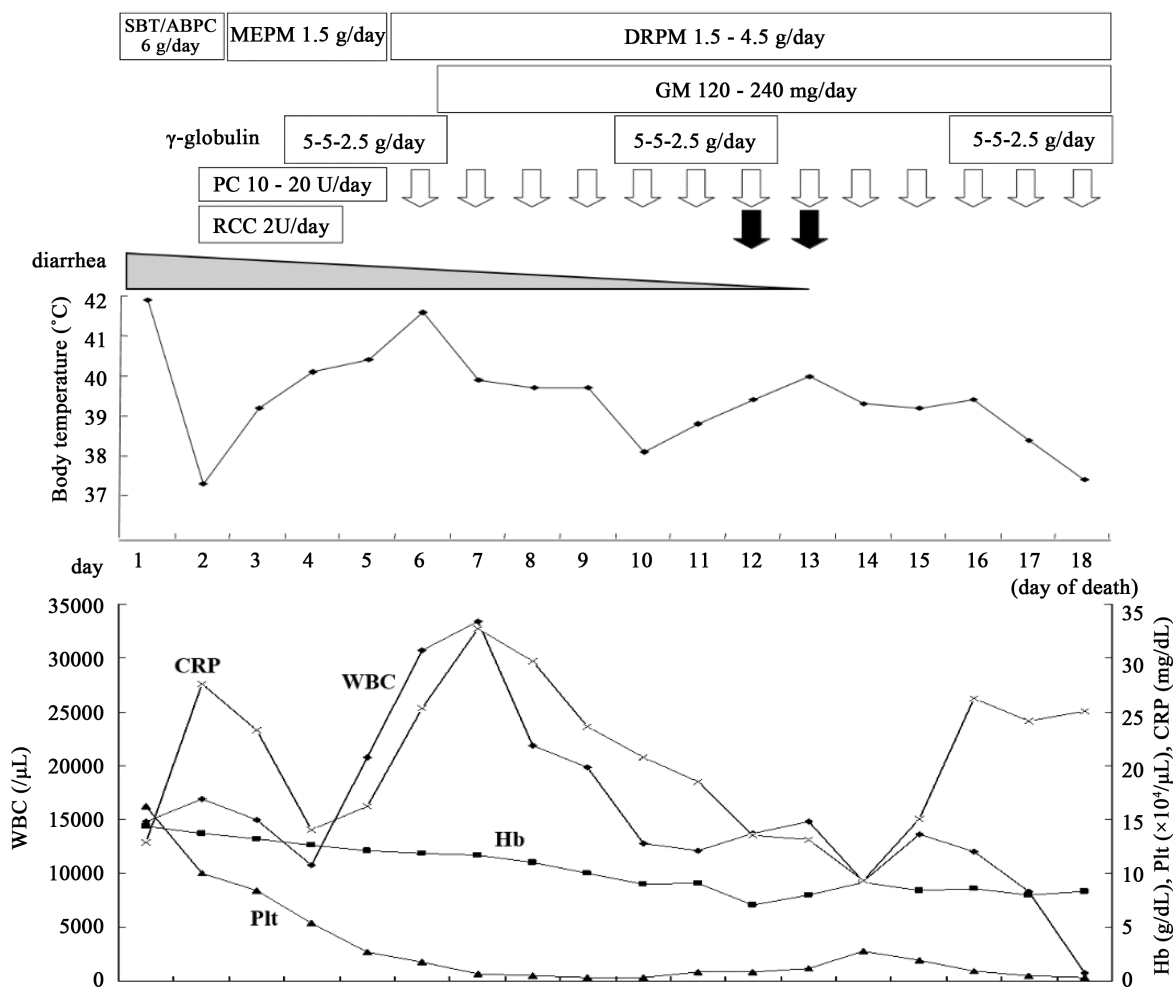 SBT/ABPC
6 g/day
MEPM 1.5 g/day
DRPM 1.5 - 4.5 g/day
GM 120 - 240 mg/day
γ-globulin
5-5-2.5 g/day
5-5-2.5 g/day
5-5-2.5 g/day
PC 10 - 20 U/day
RCC 2U/day
diarrhea
Body temperature (˚C)
42
41
40
39
38
37
day
1 2 3 4 5 6 7 8 9 10 11 12 13 14 15 16 17 18
(day of death)
WBC (/μL)
35000
30000
25000
20000
15000
10000
5000
0
CRP
WBC
Hb
Plt
35
30
25
20
15
10
5
0
Hb (g/dL), Plt (×10⁴/μL), CRP (mg/dL)